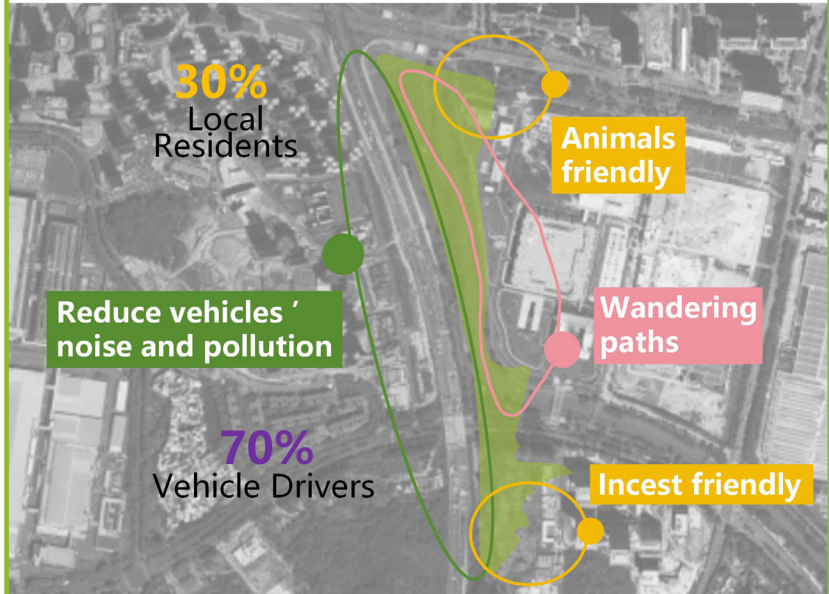 30%
Local
Residents
Animals
friendly
Reduce vehicles ’
noise and pollution
Wandering
paths
70%
Vehicle Drivers
Incest friendly